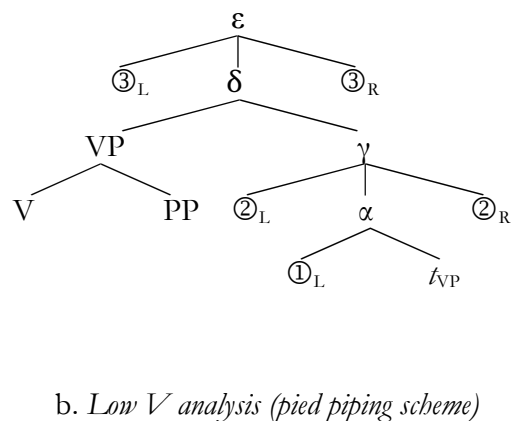 ε
③L δ ③R
VP γ
V PP ②L α ②R
①L tVP
b. Low V analysis (pied piping scheme)